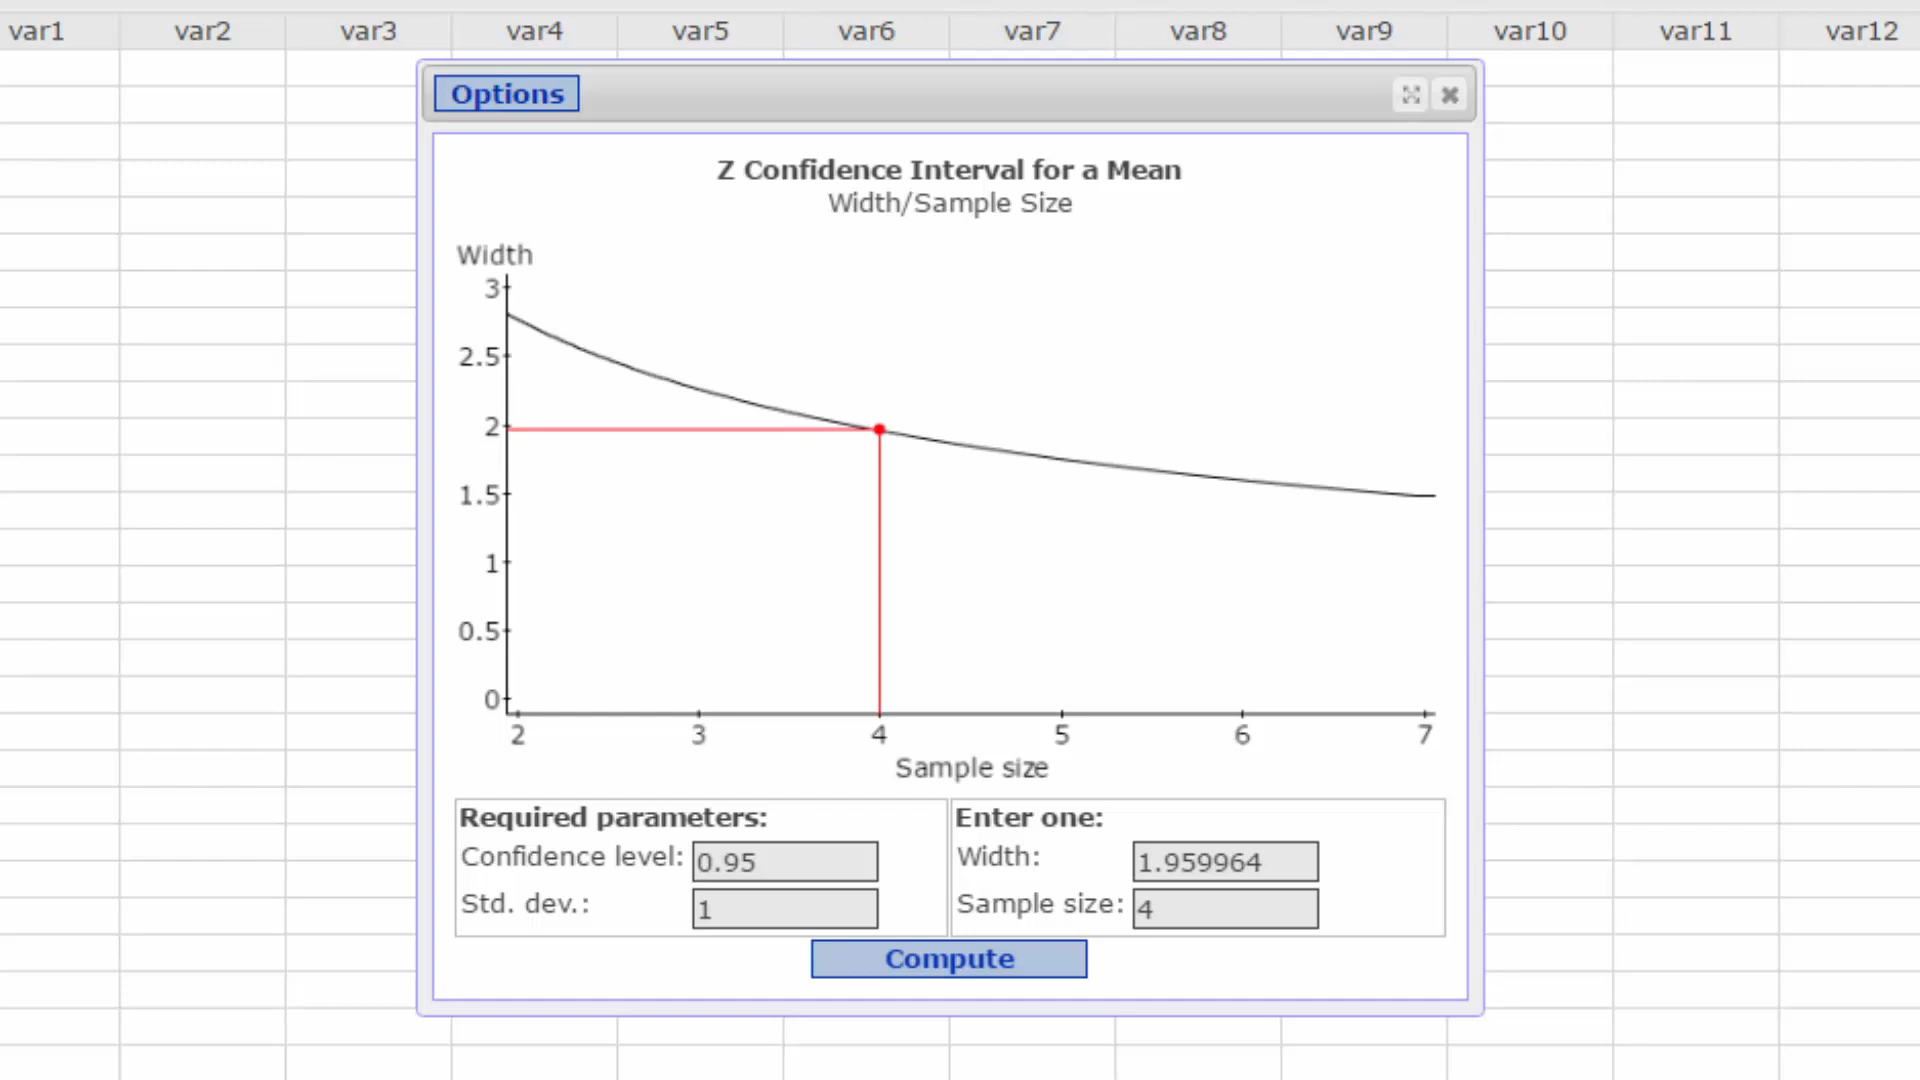 var1 var2 var3 var4 var5 var6 var7 var8 var9 var10 var11 var12
Options
Z Confidence Interval for a Mean
Width/Sample Size
Width
3
2.5
2
1.5
1
0.5
0
2 3 4 5 6 7
Sample size
Required parameters: Enter one:
Confidence level: 0.95 Width: 1.959964
Std. dev.: 1 Sample size: 4
Compute